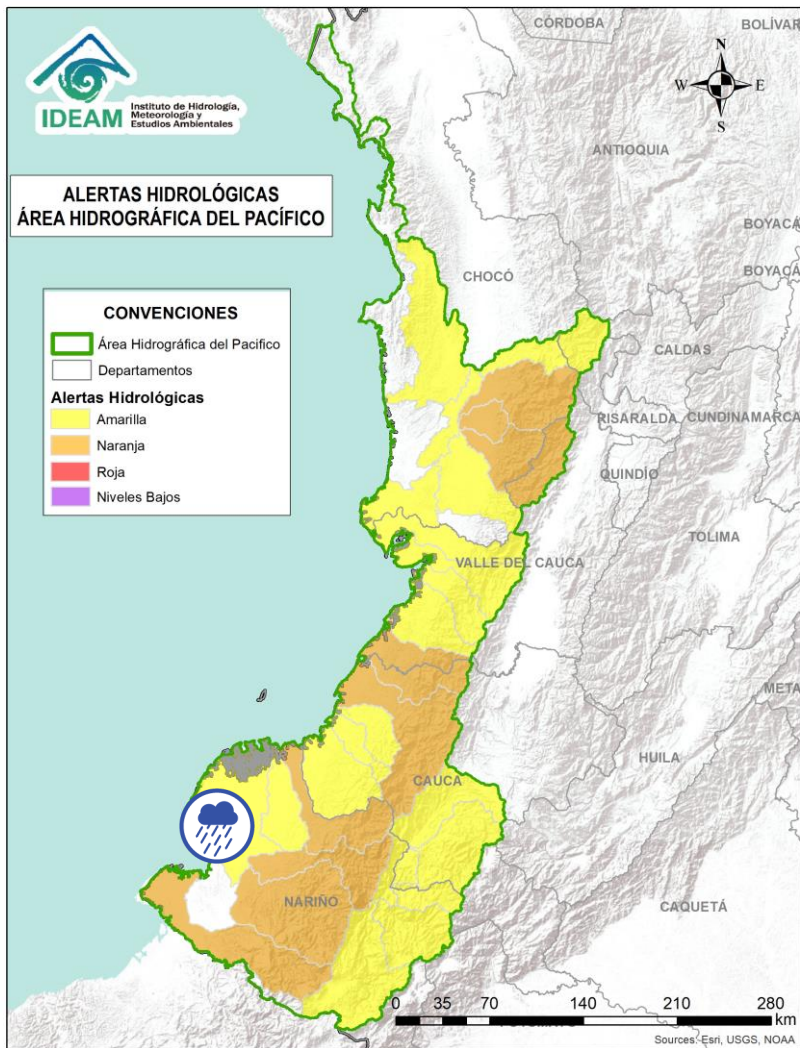 IDEAM
Instituto de Hidrología,
Meteorología y
Estudios Ambientales
ALERTAS HIDROLÓGICAS
ÁREA HIDROGRÁFICA DEL PACÍFICO
CONVENCIONES
Área Hidrográfica del Pacifico
Departamentos
Alertas Hidrológicas
Amarilla
Naranja
Roja
Niveles Bajos
CÓRDOBA
BOLÍVAR
N
W E
S
ANTIOQUIA
BOYACÁ
CHOCÓ
BOYACÁ
CALDAS
RISARALDA
CUNDINAMARCA
QUINDÍO
TOLIMA
VALLE DEL CAUCA
META
HUILA
CAUCA
NARIÑO
CAQUETÁ
0 35 70 140 210 280
km
Sources: Esri, USGS, NOAA